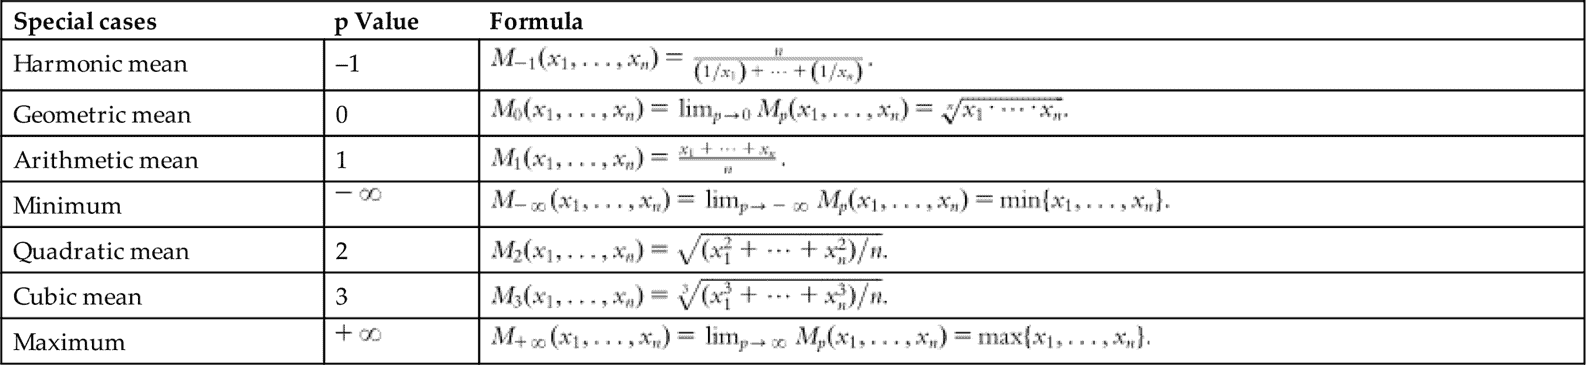 Special cases p Value Formula
Harmonic mean –1 M₋₁(x₁, . . . , xₙ) = n / ((1/x₁) + ··· + (1/xₙ)).
Geometric mean 0 M₀(x₁, . . . , xₙ) = limₚ→₀ Mₚ(x₁, . . . , xₙ) = ⁿ√(x₁ · ··· · xₙ).
Arithmetic mean 1 M₁(x₁, . . . , xₙ) = (x₁ + ··· + xₙ) / n.
Minimum − ∞ M₋∞(x₁, . . . , xₙ) = limₚ→₋∞ Mₚ(x₁, . . . , xₙ) = min{x₁, . . . , xₙ}.
Quadratic mean 2 M₂(x₁, . . . , xₙ) = √((x₁² + ··· + xₙ²)/n).
Cubic mean 3 M₃(x₁, . . . , xₙ) = ∛((x₁³ + ··· + xₙ³)/n).
Maximum + ∞ M₊∞(x₁, . . . , xₙ) = limₚ→∞ Mₚ(x₁, . . . , xₙ) = max{x₁, . . . , xₙ}.